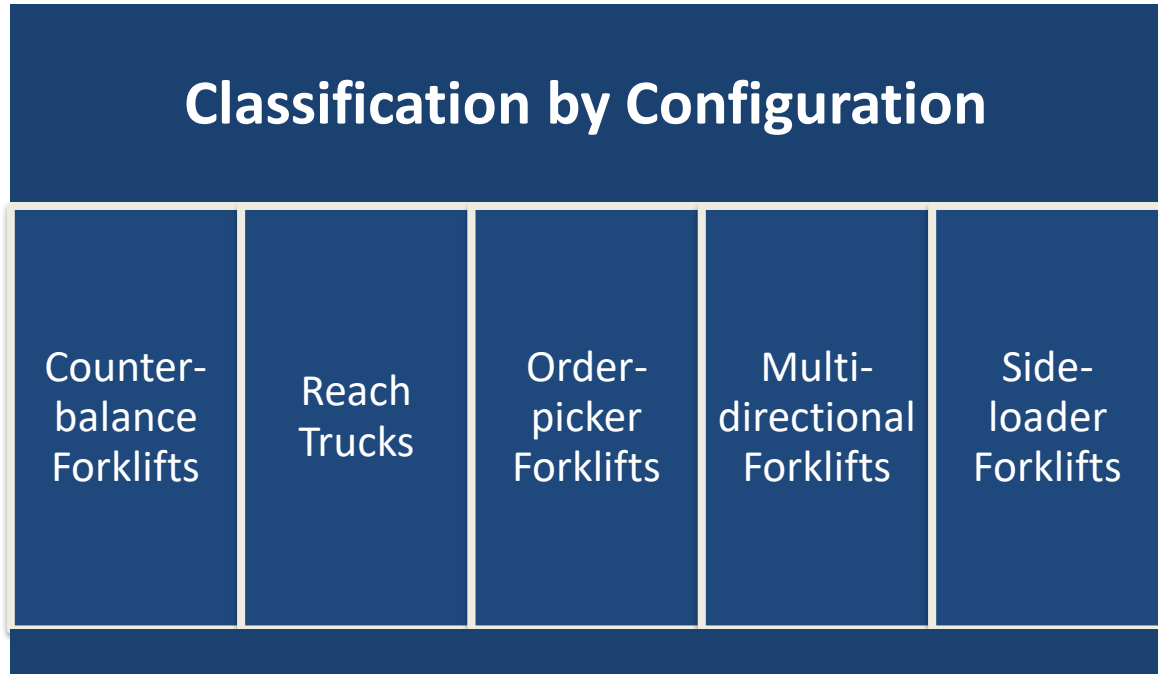 Classification by Configuration
Counter-
balance
Forklifts
Reach
Trucks
Order-
picker
Forklifts
Multi-
directional
Forklifts
Side-
loader
Forklifts